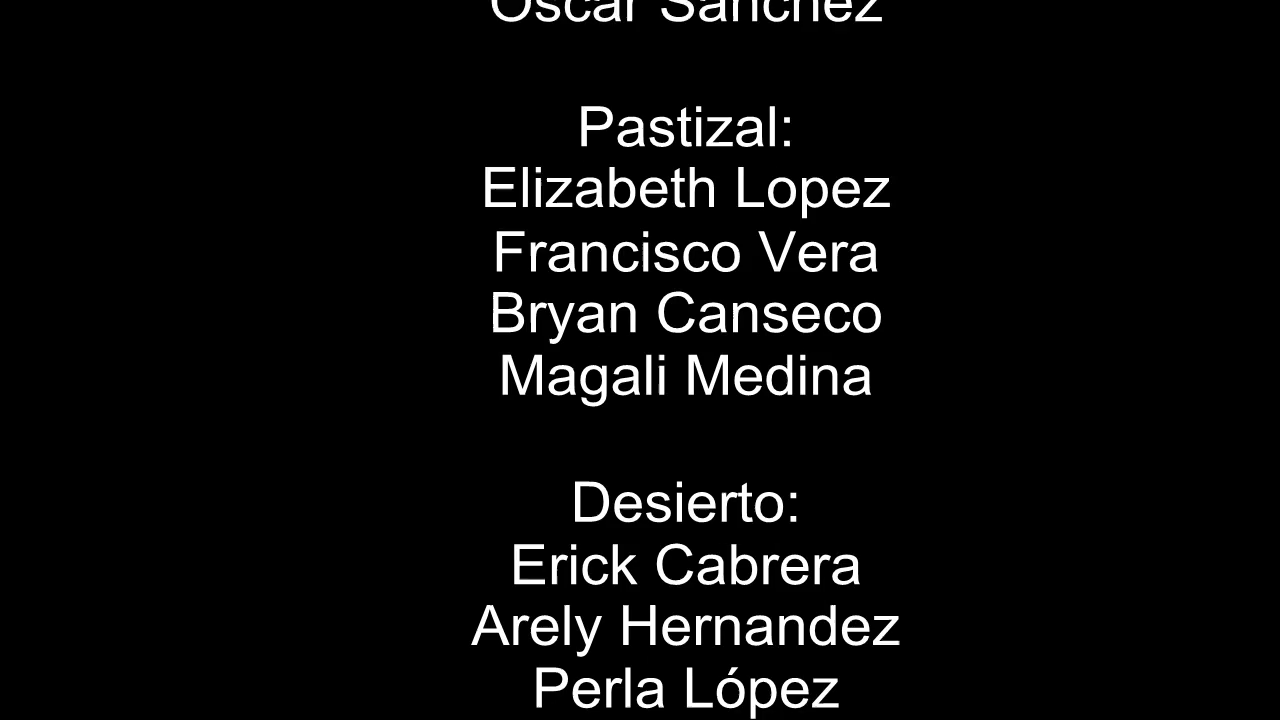 Oscar Sanchez
Pastizal:
Elizabeth Lopez
Francisco Vera
Bryan Canseco
Magali Medina
Desierto:
Erick Cabrera
Arely Hernandez
Perla López